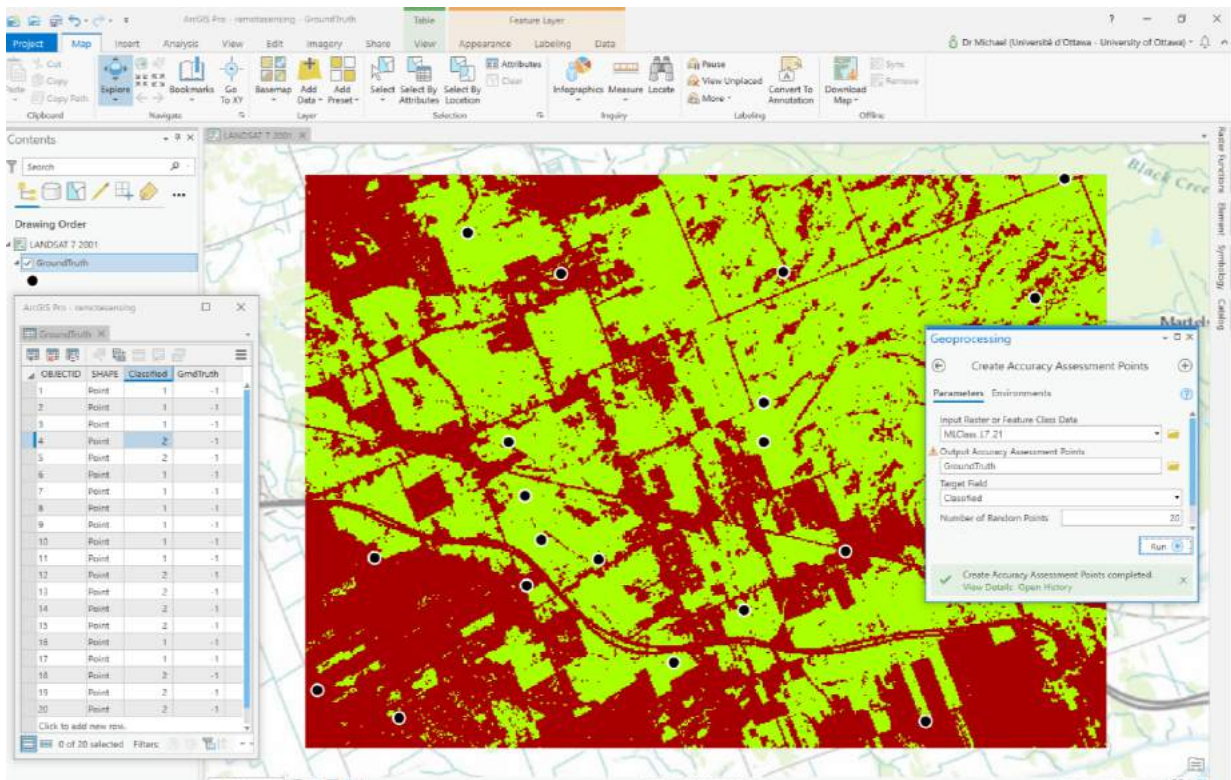 ArcGIS Pro - remotesensing - GroundTruth
Table
Feature Layer
Project Map Insert Analysis View Edit Imagery Share View Appearance Labeling Data
Dr Michael (Université d'Ottawa - University of Ottawa)
Cut
Copy
Copy Path
Paste
Explore
Bookmarks
Go To XY
Basemap
Add Data
Add Preset
Select
Select By Attributes
Select By Location
Attributes
Clear
Infographics
Measure
Locate
Pause
View Unplaced
More
Convert To Annotation
Download Map
Sync
Remove
Clipboard Navigate Layer Selection Inquiry Labeling Offline
Contents
LANDSAT 7 2001
Search
Drawing Order
LANDSAT 7 2001
GroundTruth
ArcGIS Pro - remotesensing
GroundTruth
OBJECTID SHAPE Classified GrndTruth
1 Point 1 -1
2 Point 1 -1
3 Point 1 -1
4 Point 2 -1
5 Point 2 -1
6 Point 1 -1
7 Point 1 -1
8 Point 1 -1
9 Point 1 -1
10 Point 1 -1
11 Point 1 -1
12 Point 2 -1
13 Point 2 -1
14 Point 2 -1
15 Point 2 -1
16 Point 1 -1
17 Point 1 -1
18 Point 2 -1
19 Point 2 -1
20 Point 2 -1
Click to add new row.
0 of 20 selected Filters:
Black Cree
Geoprocessing
Create Accuracy Assessment Points
Parameters Environments
Input Raster or Feature Class Data
MLClass_L7_21
Output Accuracy Assessment Points
GroundTruth
Target Field
Classified
Number of Random Points 20
Run
Create Accuracy Assessment Points completed.
View Details Open History
Raster Functions
Element
Symbology
Catalog